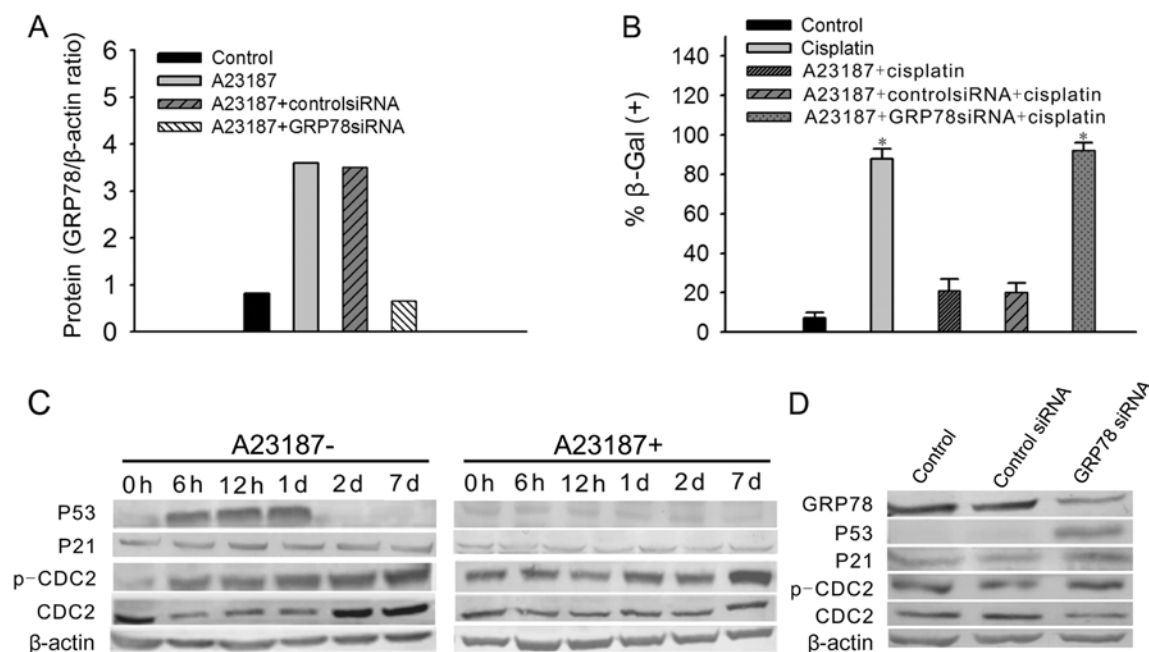 A
Protein (GRP78/β-actin ratio)
6
5
4
3
2
1
0
Control
A23187
A23187+controlsiRNA
A23187+GRP78siRNA
B
% β-Gal (+)
140
120
100
80
60
40
20
0
Control
Cisplatin
A23187+cisplatin
A23187+controlsiRNA+cisplatin
A23187+GRP78siRNA+cisplatin
* *
C
A23187- A23187+
0 h 6 h 12 h 1 d 2 d 7 d 0 h 6 h 12 h 1 d 2 d 7 d
P53
P21
p-CDC2
CDC2
β-actin
D
Control Control siRNA GRP78 siRNA
GRP78
P53
P21
p-CDC2
CDC2
β-actin